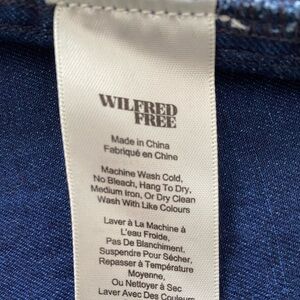 WILFRED
FREE
Made in China
Fabriqué en Chine
Machine Wash Cold,
No Bleach, Hang To Dry,
Medium Iron, Or Dry Clean
Wash With Like Colours
Laver à La Machine à
L'eau Froide,
Pas De Blanchiment,
Suspendre Pour Sécher,
Repasser à Température
Moyenne,
Ou Nettoyer à Sec
Laver Avec Des Couleurs